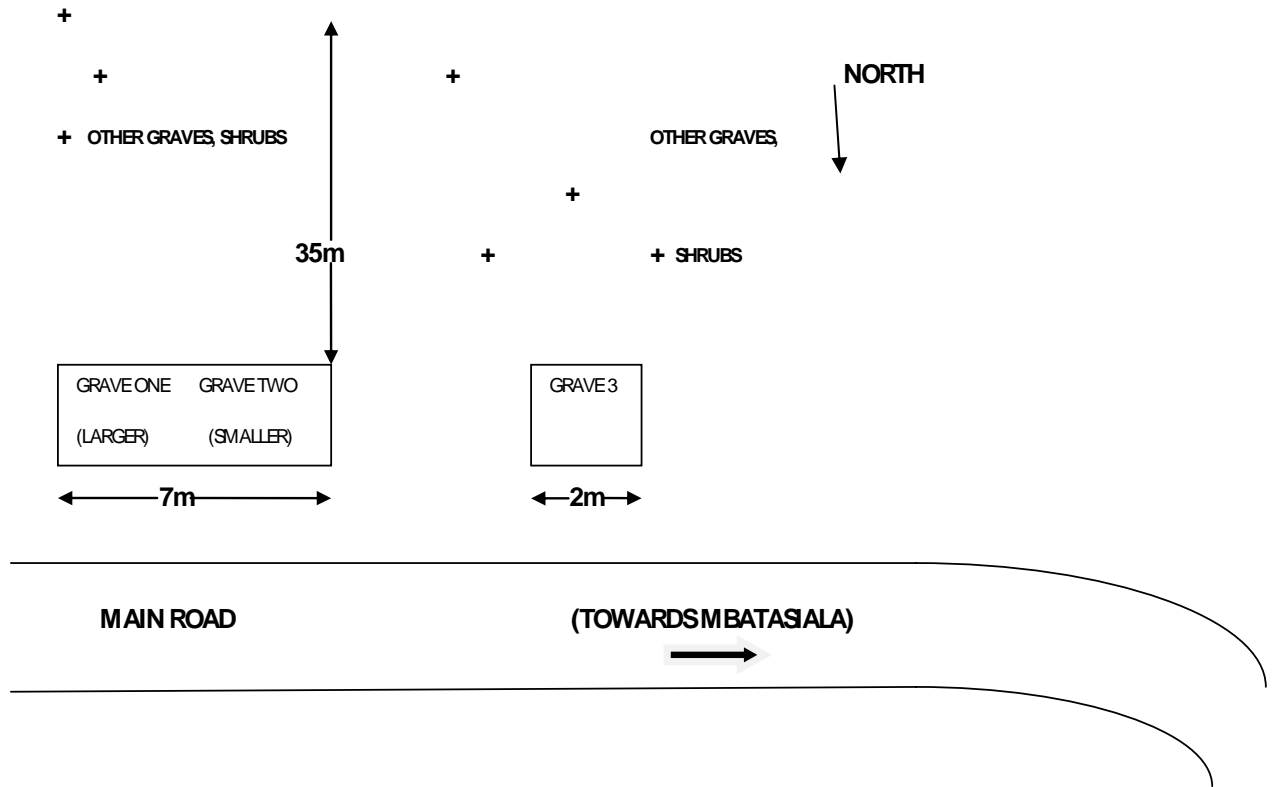 +
+ +
NORTH
+ OTHER GRAVES, SHRUBS
OTHER GRAVES,
+
35m
+ + SHRUBS
GRAVE ONE GRAVE TWO
(LARGER) (SMALLER)
GRAVE 3
7m
2m
MAIN ROAD
(TOWARDS MBATASIALA)